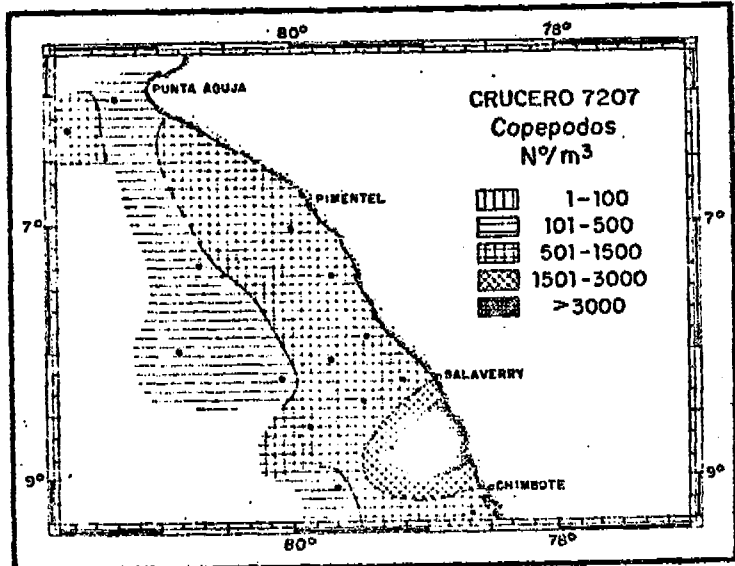 80° 78°
PUNTA AGUJA
CRUCERO 7207
Copepodos
Nº/m³
1-100
101-500
501-1500
1501-3000
>3000
PIMENTEL
7° 7°
SALAVERRY
CHIMBOTE
9° 9°
80° 78°